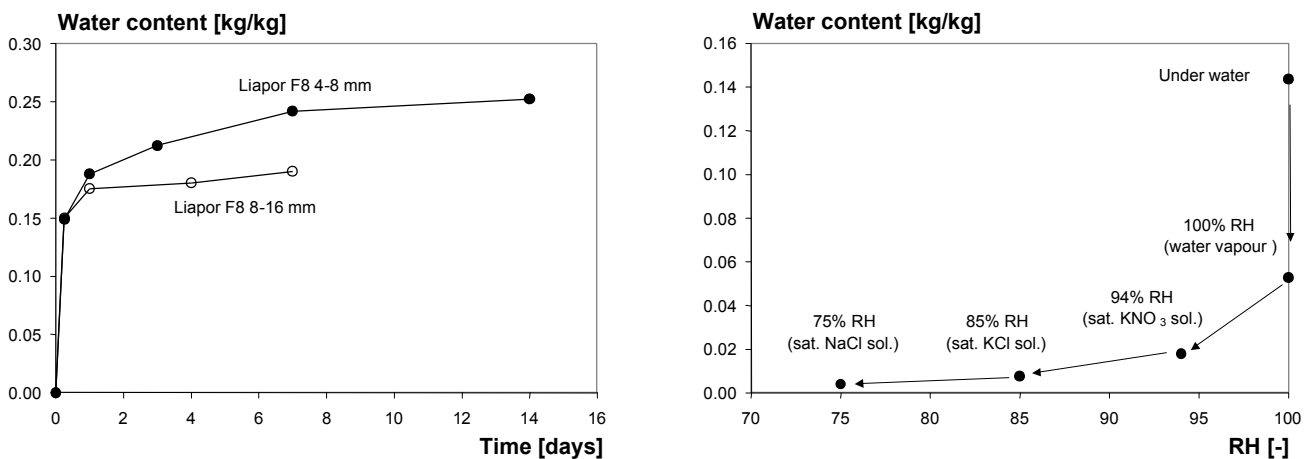 Water content [kg/kg]
0.30
0.25
0.20
0.15
0.10
0.05
0.00
Liapor F8 4-8 mm
Liapor F8 8-16 mm
0 2 4 6 8 10 12 14 16
Time [days]
Water content [kg/kg]
0.16
0.14
0.12
0.10
0.08
0.06
0.04
0.02
0.00
Under water
100% RH
(water vapour )
94% RH
(sat. KNO 3 sol.)
85% RH
(sat. KCl sol.)
75% RH
(sat. NaCl sol.)
70 75 80 85 90 95 100
RH [-]